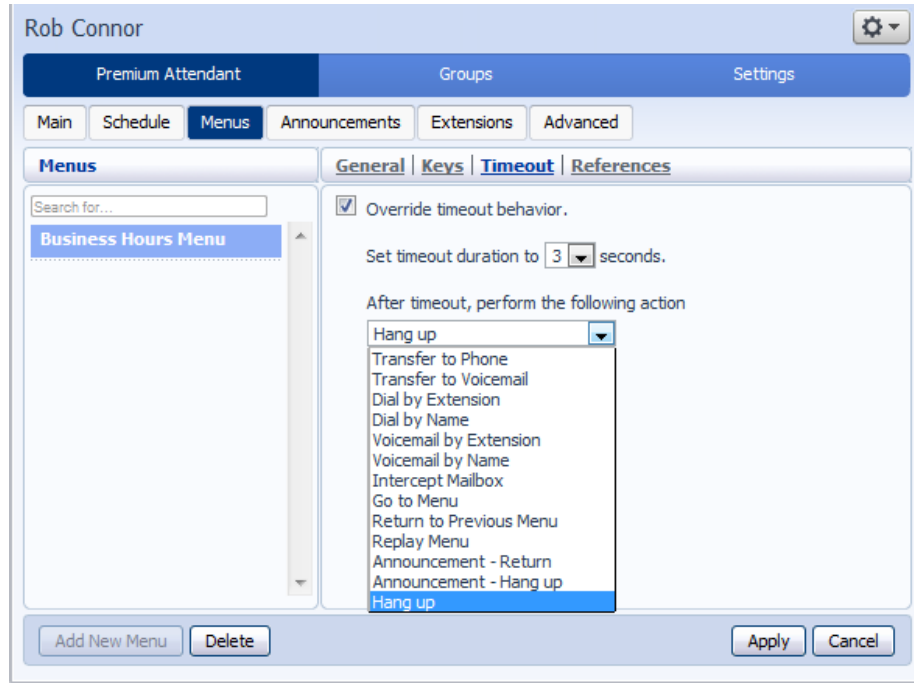 Rob Connor
Premium Attendant Groups Settings
Main Schedule Menus Announcements Extensions Advanced
Menus
General | Keys | Timeout | References
Search for...
Business Hours Menu
Override timeout behavior.
Set timeout duration to 3 seconds.
After timeout, perform the following action
Hang up
Transfer to Phone
Transfer to Voicemail
Dial by Extension
Dial by Name
Voicemail by Extension
Voicemail by Name
Intercept Mailbox
Go to Menu
Return to Previous Menu
Replay Menu
Announcement - Return
Announcement - Hang up
Hang up
Add New Menu Delete Apply Cancel